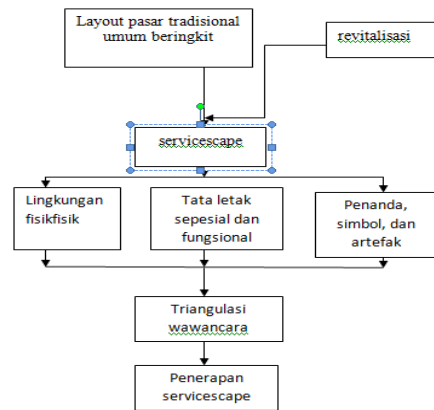 Layout pasar tradisional
umum beringkit
revitalisasi
servicescape
Lingkungan
fisikfisik
Tata letak
sepesial dan
fungsional
Penanda,
simbol, dan
artefak
Triangulasi
wawancara
Penerapan
servicescape